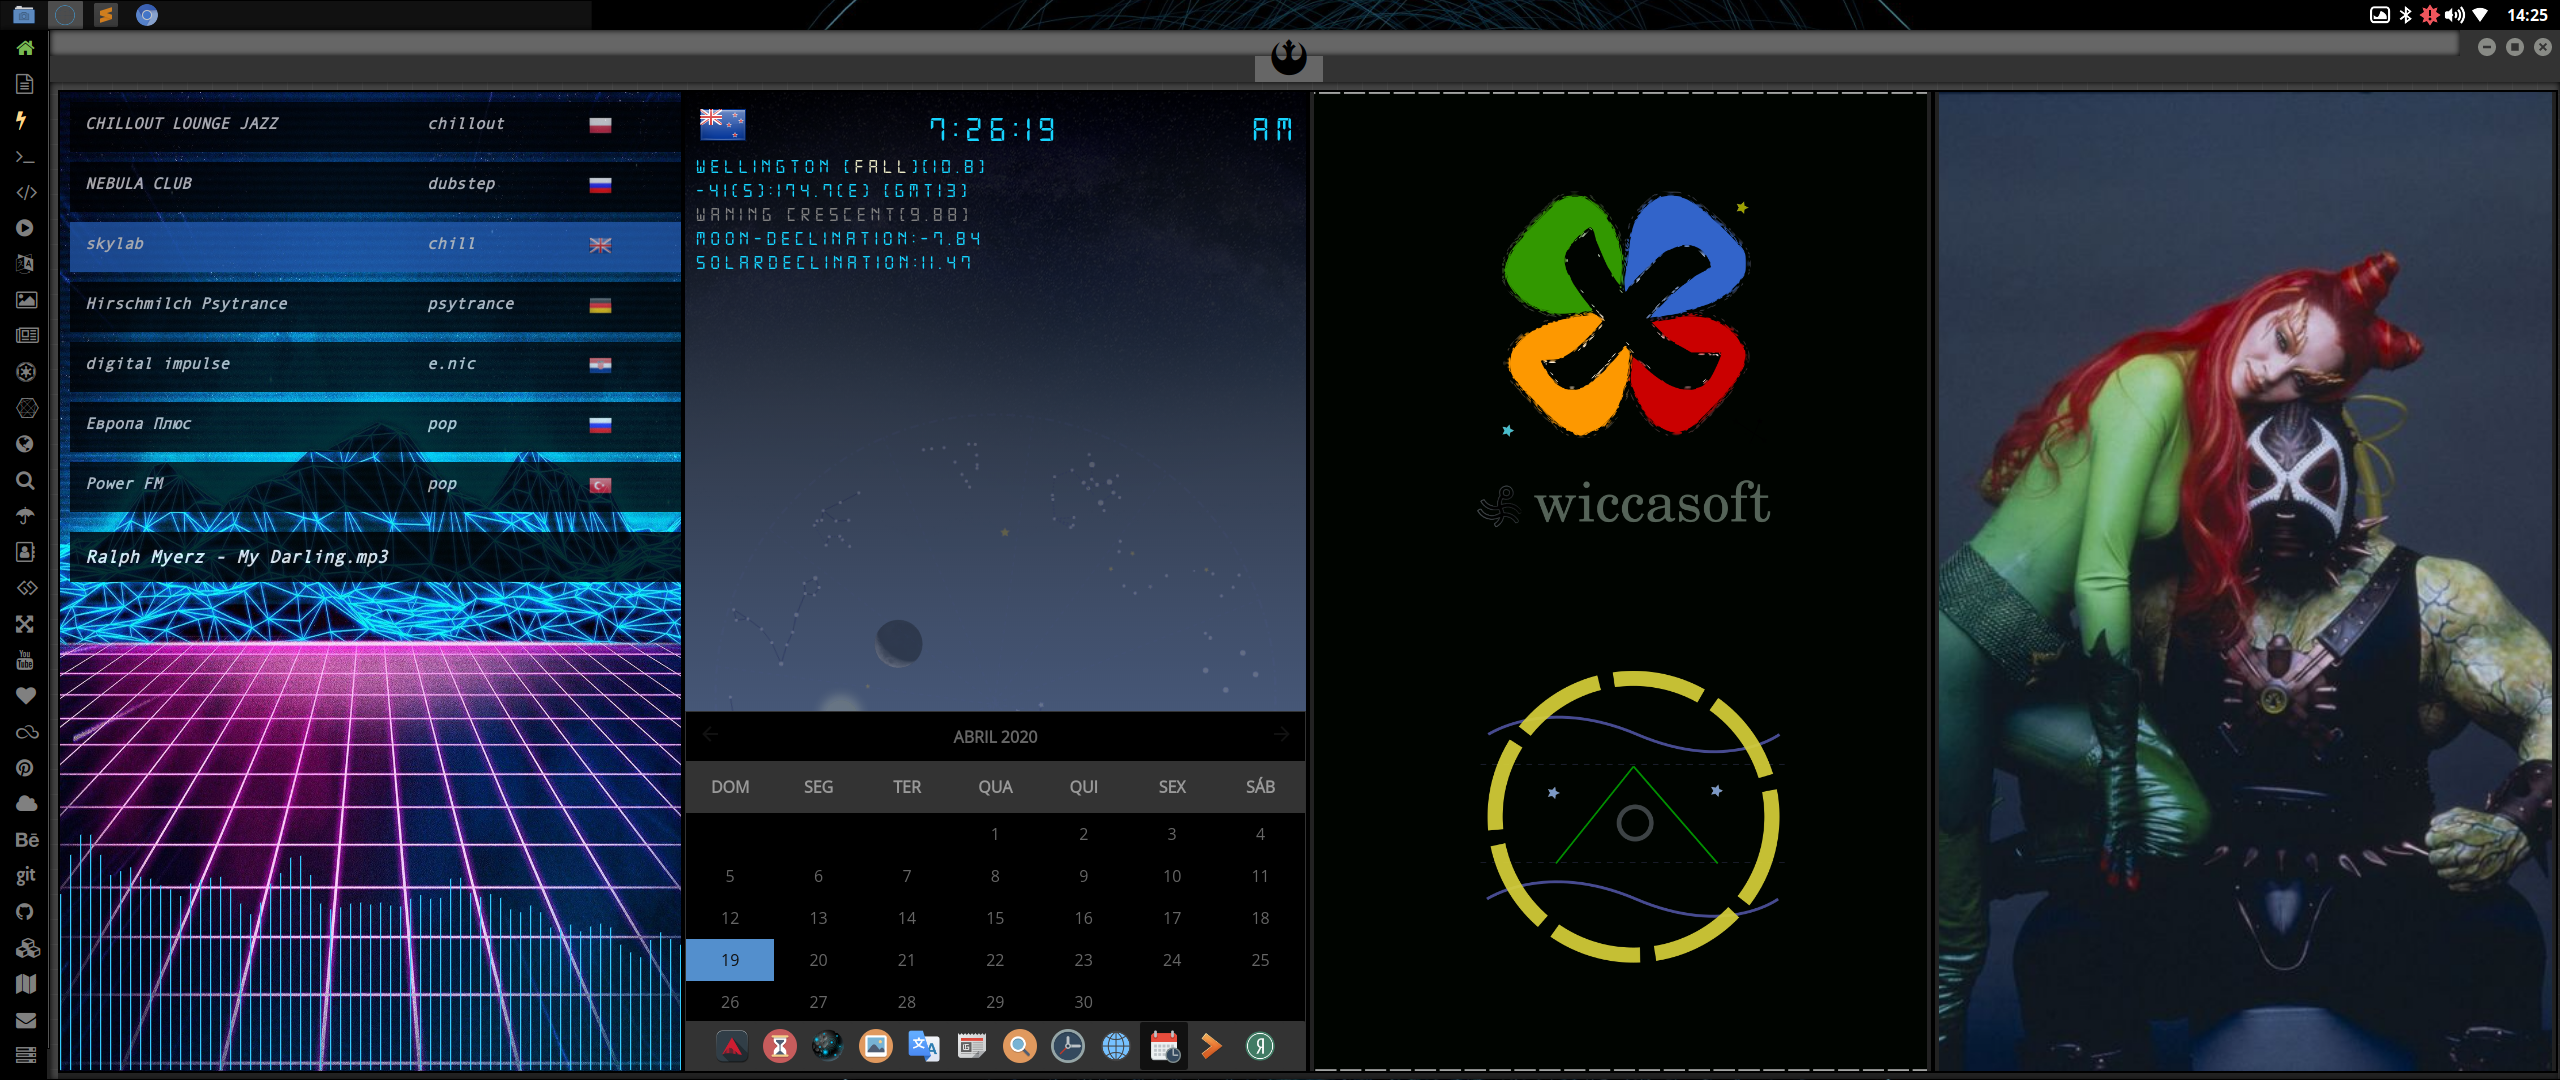 14:25
CHILLOUT LOUNGE JAZZ chillout
NEBULA CLUB dubstep
skylab chill
Hirschmilch Psytrance psytrance
digital impulse e.nic
Европа Плюс pop
Power FM pop
Ralph Myerz - My Darling.mp3
You
Tube
Bē
git
7:26:19 AM
WELLINGTON (FALL)(10.8)
-41(S):174.7(E) (GMT13)
WANING CRESCENT(9.88)
MOON-DECLINATION:-7.84
SOLARDECLINATION:11.47
ABRIL 2020
DOM SEG TER QUA QUI SEX SÁB
1 2 3 4
5 6 7 8 9 10 11
12 13 14 15 16 17 18
19 20 21 22 23 24 25
26 27 28 29 30
文 A
Я
wiccasoft